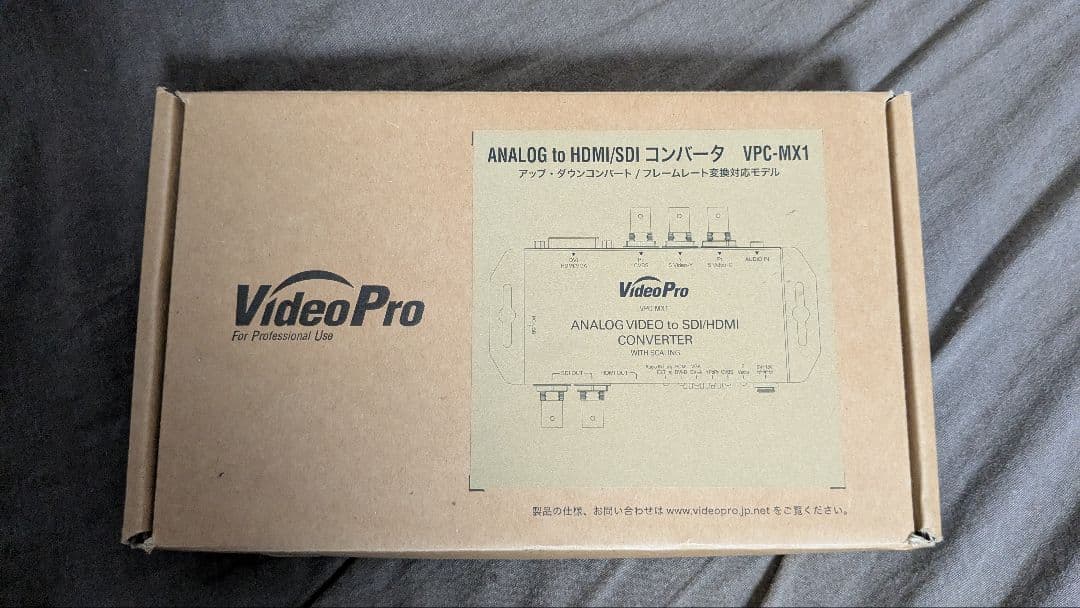 ANALOG to HDMI/SDI コンバータ VPC-MX1
アップ・ダウンコンバート / フレームレート変換対応モデル
DVI
CVBS
S Video-Y
S Video-C
AUDIO IN
VideoPro
VPC-MX1
ANALOG VIDEO to SDI/HDMI
CONVERTER
WITH SCALING
SDI OUT
HDMI OUT
VideoPro
For Professional Use
製品の仕様、お問い合わせは www.videopro.jp.net をご覧ください。